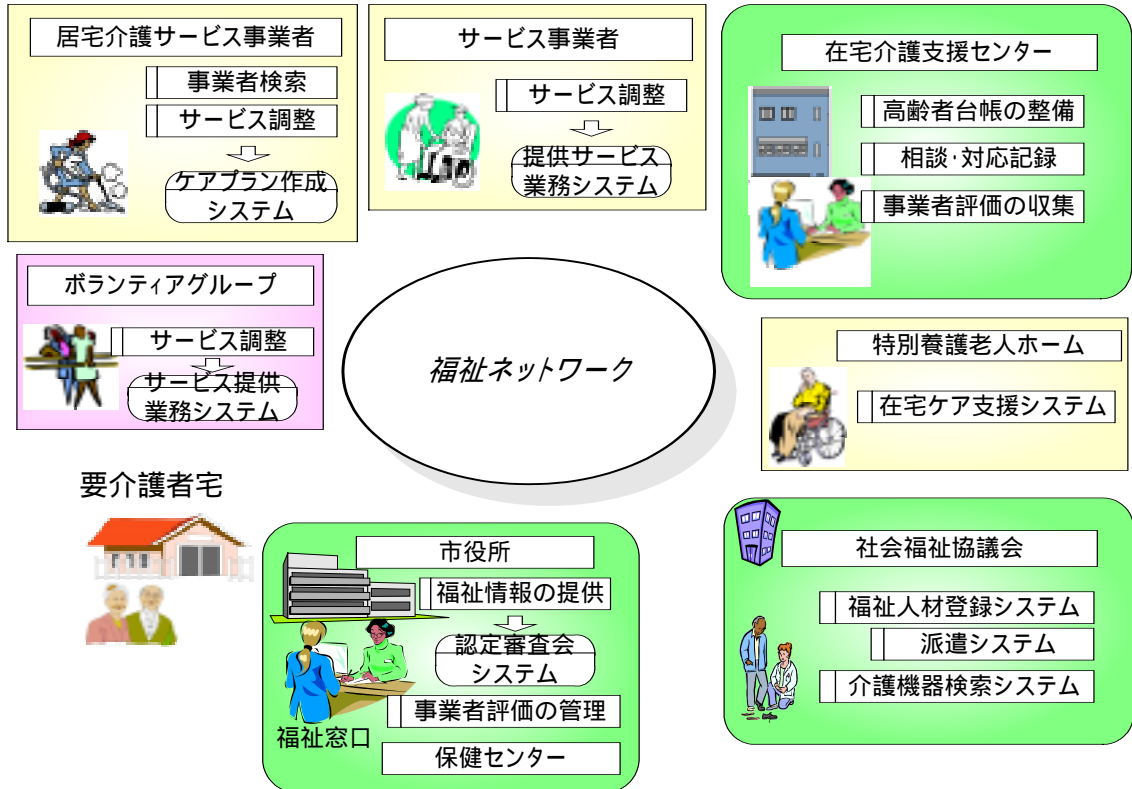 居宅介護サービス事業者
事業者検索
サービス調整
ケアプラン作成
システム
サービス事業者
サービス調整
提供サービス
業務システム
在宅介護支援センター
高齢者台帳の整備
相談･対応記録
事業者評価の収集
ボランティアグループ
サービス調整
サービス提供
業務システム
福祉ネットワーク
特別養護老人ホーム
在宅ケア支援システム
要介護者宅
市役所
福祉情報の提供
認定審査会
システム
事業者評価の管理
福祉窓口
保健センター
社会福祉協議会
福祉人材登録システム
派遣システム
介護機器検索システム